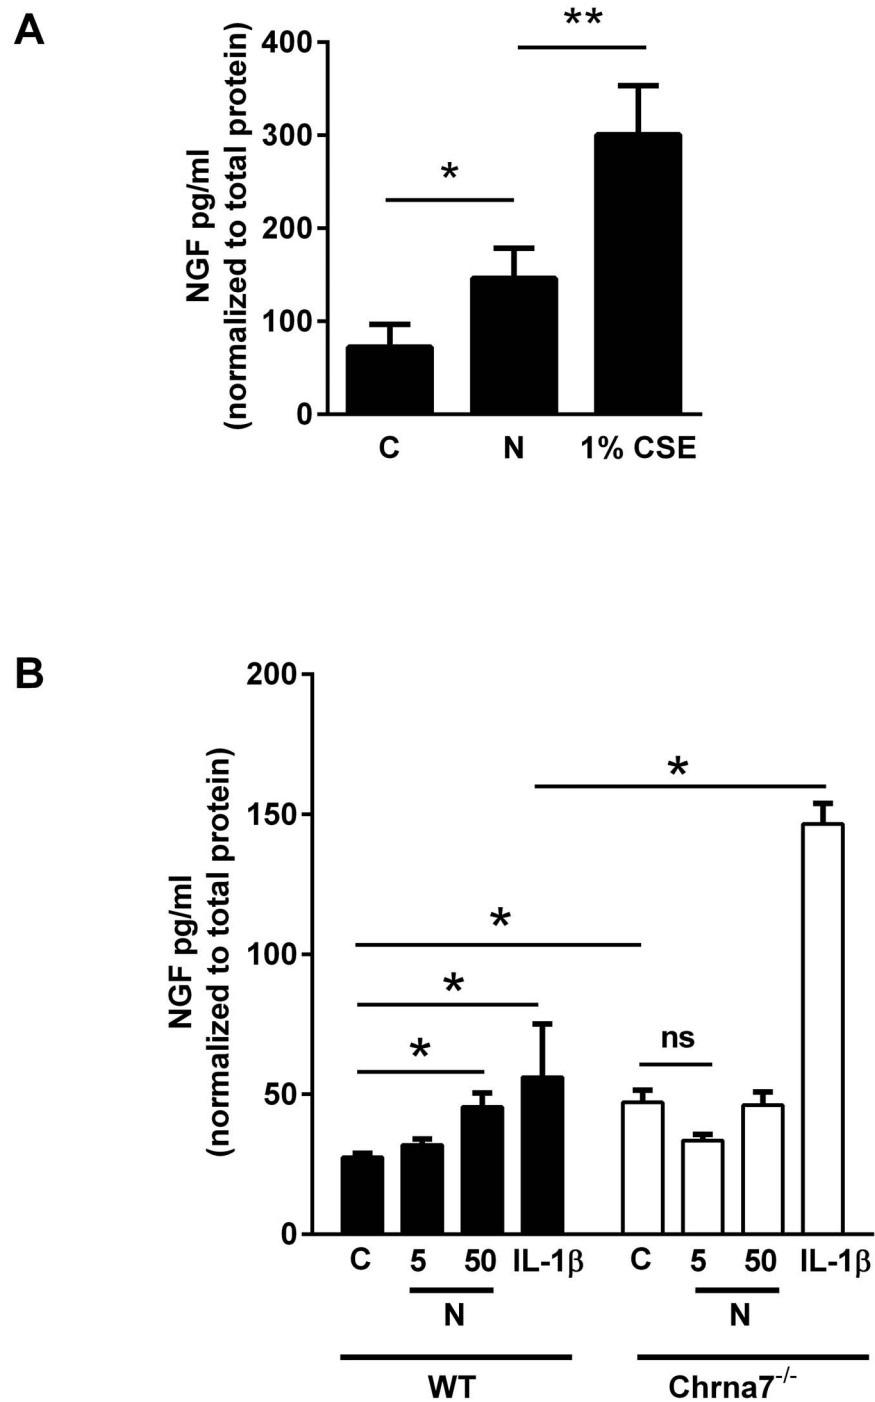 A
**
400
300
200
100
0
*
NGF pg/ml
(normalized to total protein)
C N 1% CSE
B
200
150
100
50
0
NGF pg/ml
(normalized to total protein)
*
*
*
*
ns
C 5 50 IL-1β C 5 50 IL-1β
N N
WT Chrna7-/-